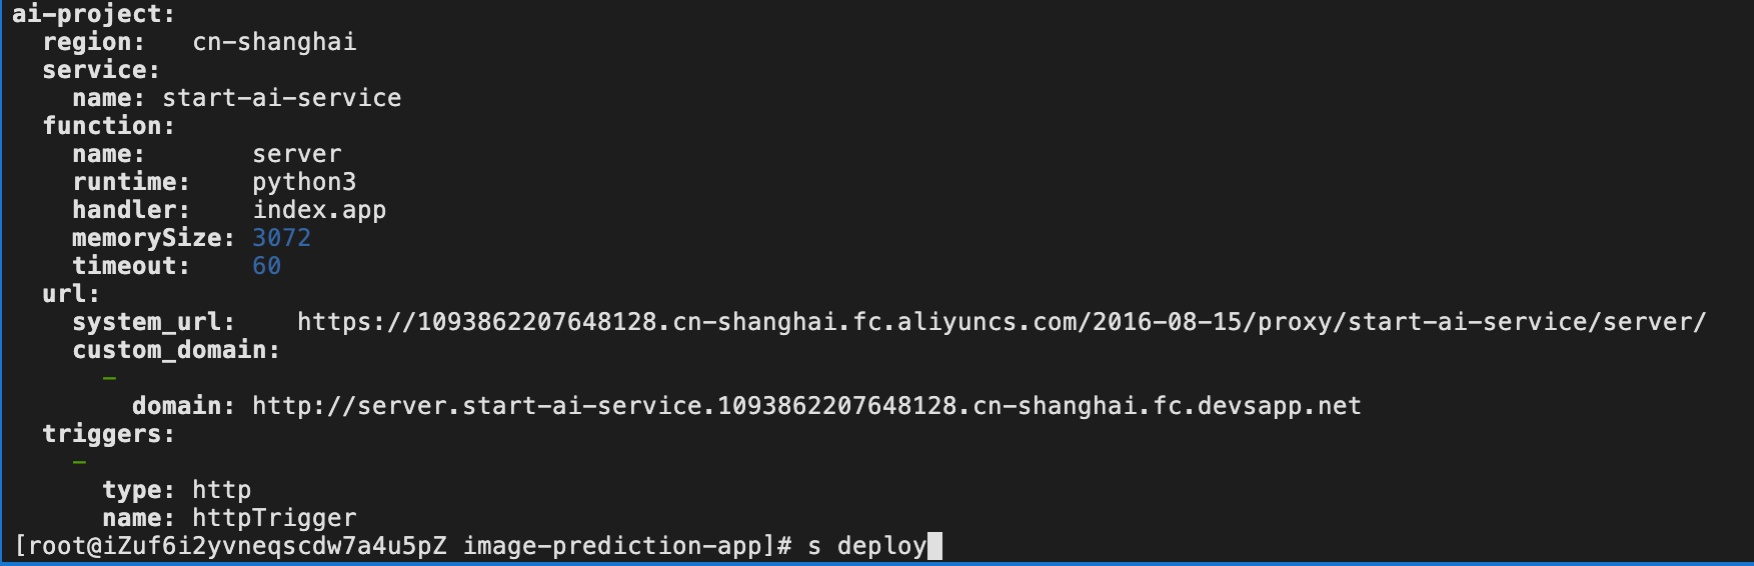 ai-project:
  region:   cn-shanghai
  service:
    name: start-ai-service
  function:
    name:       server
    runtime:    python3
    handler:    index.app
    memorySize: 3072
    timeout:    60
  url:
    system_url:    https://1093862207648128.cn-shanghai.fc.aliyuncs.com/2016-08-15/proxy/start-ai-service/server/
    custom_domain:
      -
        domain: http://server.start-ai-service.1093862207648128.cn-shanghai.fc.devsapp.net
  triggers:
    -
      type: http
      name: httpTrigger
[root@iZuf6i2yvneqscdw7a4u5pZ image-prediction-app]# s deploy